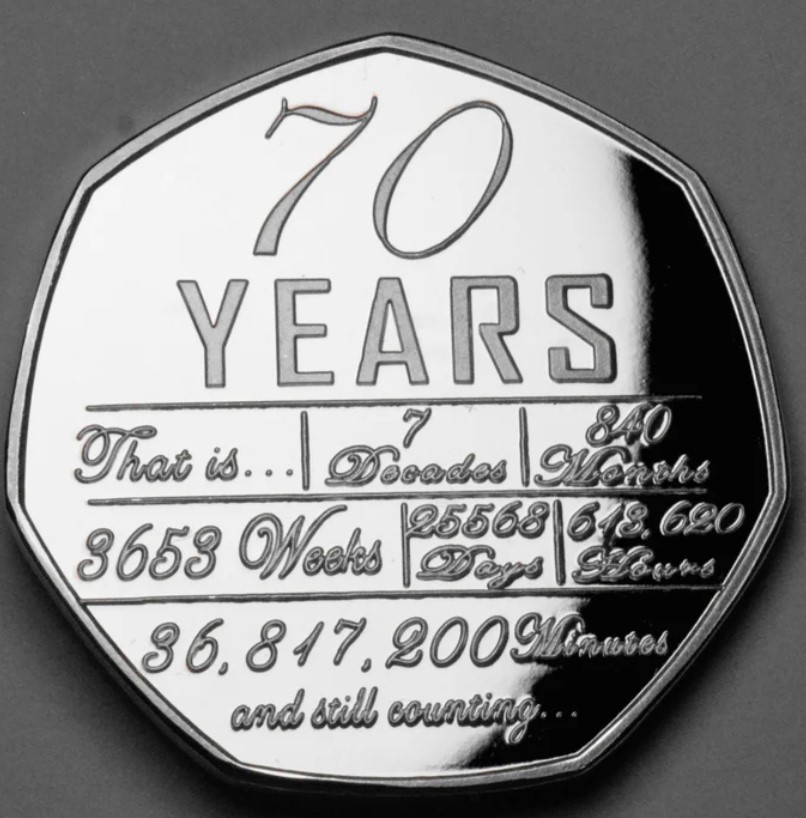 70
YEARS
That is...
7
Decades
840
Months
3653 Weeks
25568
Days
613,620
Hours
36,817,200 Minutes
and still counting...